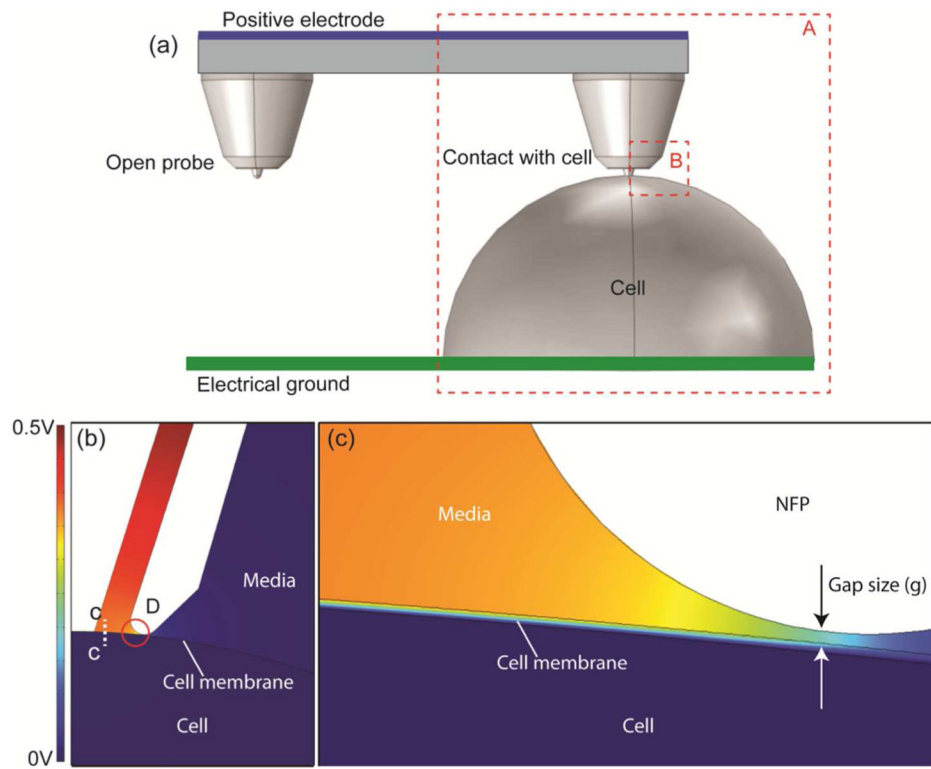 Positive electrode
(a)
A
Open probe
Contact with cell
B
Cell
Electrical ground
0.5V
(b)
(c)
Media
NFP
Gap size (g)
c
D
Media
c
Cell membrane
Cell membrane
Cell
Cell
0V